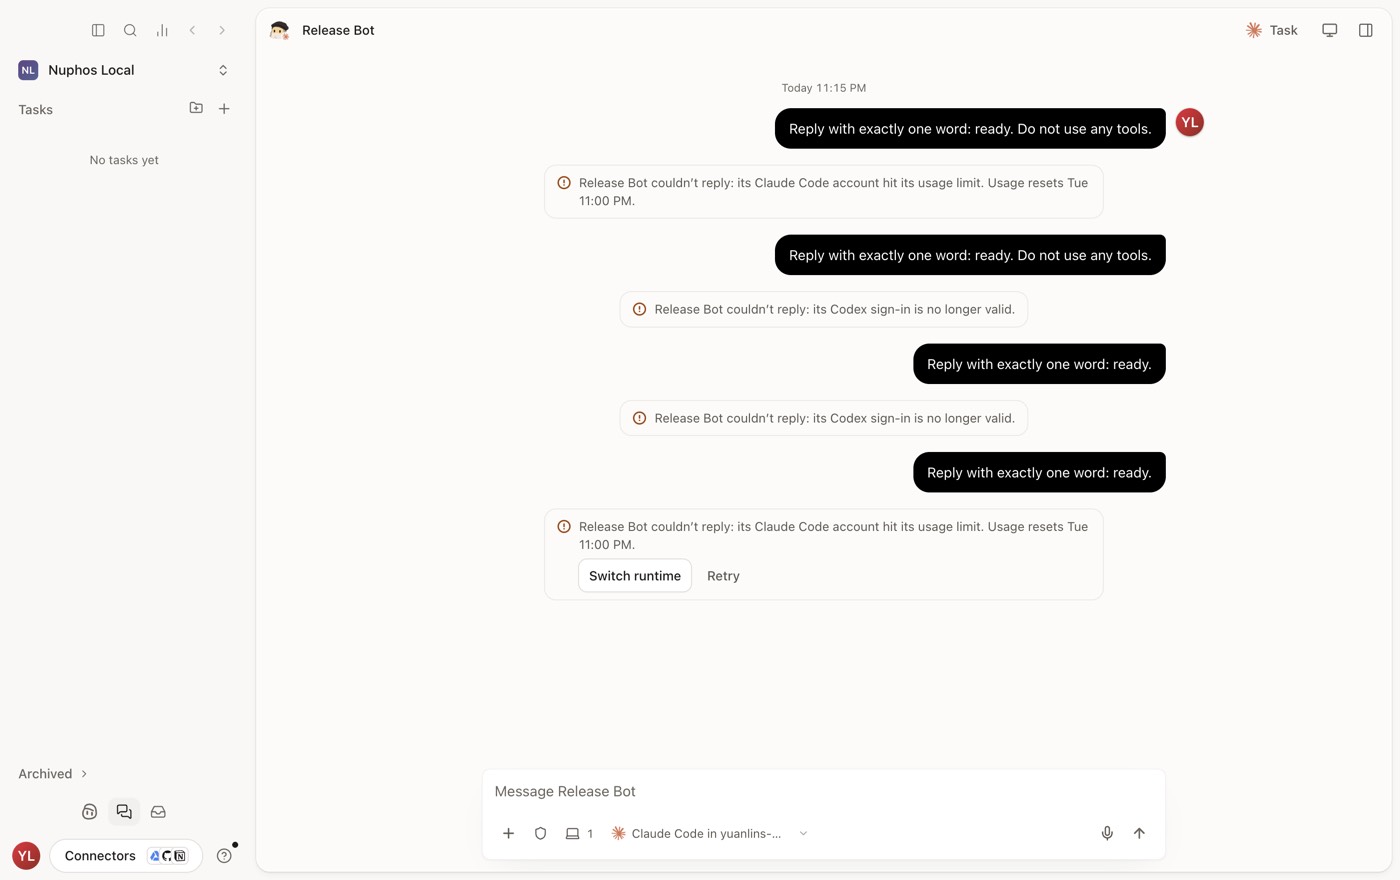 Release Bot
Task
NL
Nuphos Local
Tasks
No tasks yet
Today 11:15 PM
Reply with exactly one word: ready. Do not use any tools.
YL
Release Bot couldn’t reply: its Claude Code account hit its usage limit. Usage resets Tue
11:00 PM.
Reply with exactly one word: ready. Do not use any tools.
Release Bot couldn’t reply: its Codex sign-in is no longer valid.
Reply with exactly one word: ready.
Release Bot couldn’t reply: its Codex sign-in is no longer valid.
Reply with exactly one word: ready.
Release Bot couldn’t reply: its Claude Code account hit its usage limit. Usage resets Tue
11:00 PM.
Switch runtime
Retry
Archived
YL
Connectors
Message Release Bot
1
Claude Code in yuanlins-...